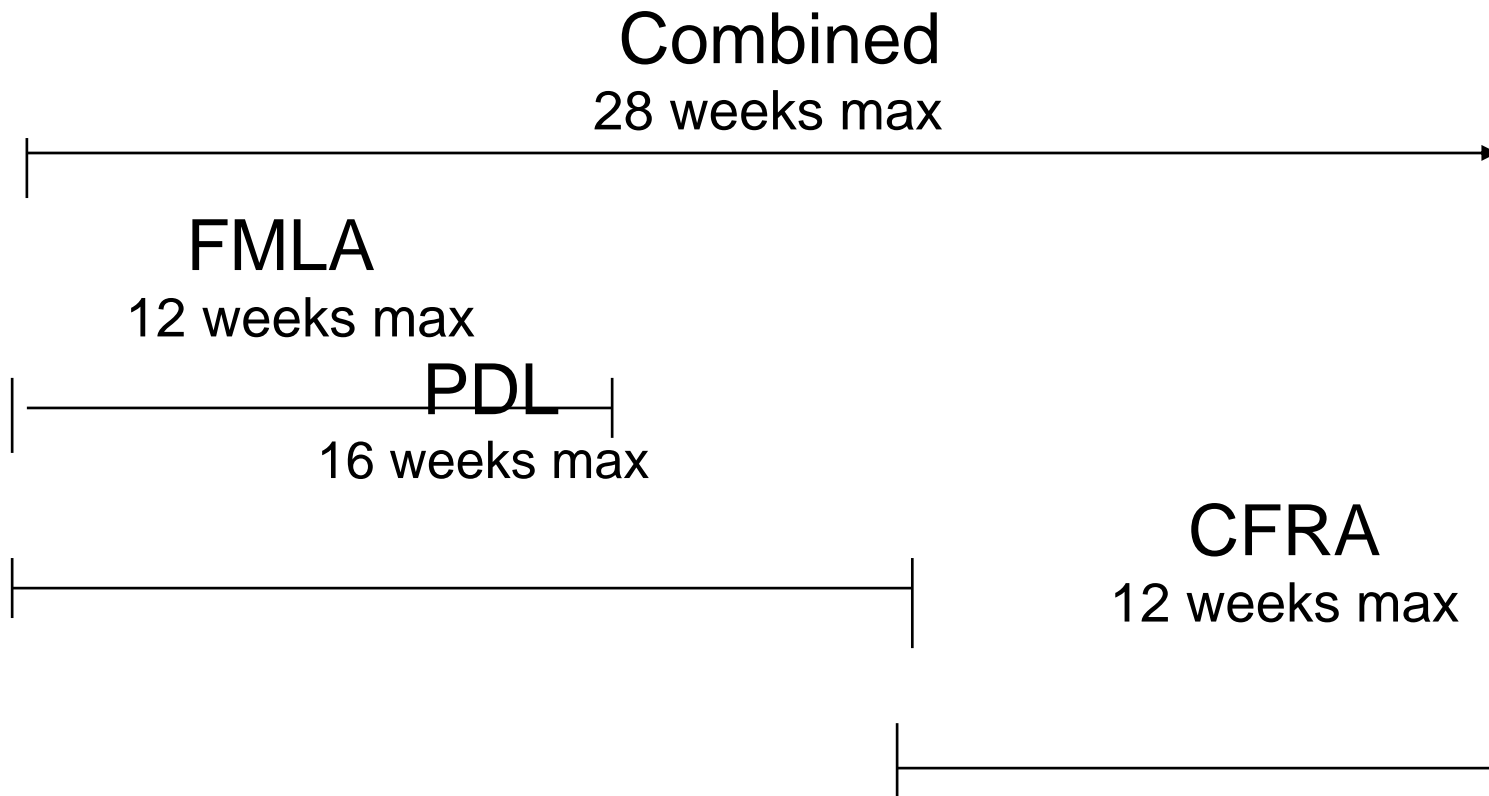 Combined
28 weeks max
FMLA
12 weeks max
PDL
16 weeks max
CFRA
12 weeks max